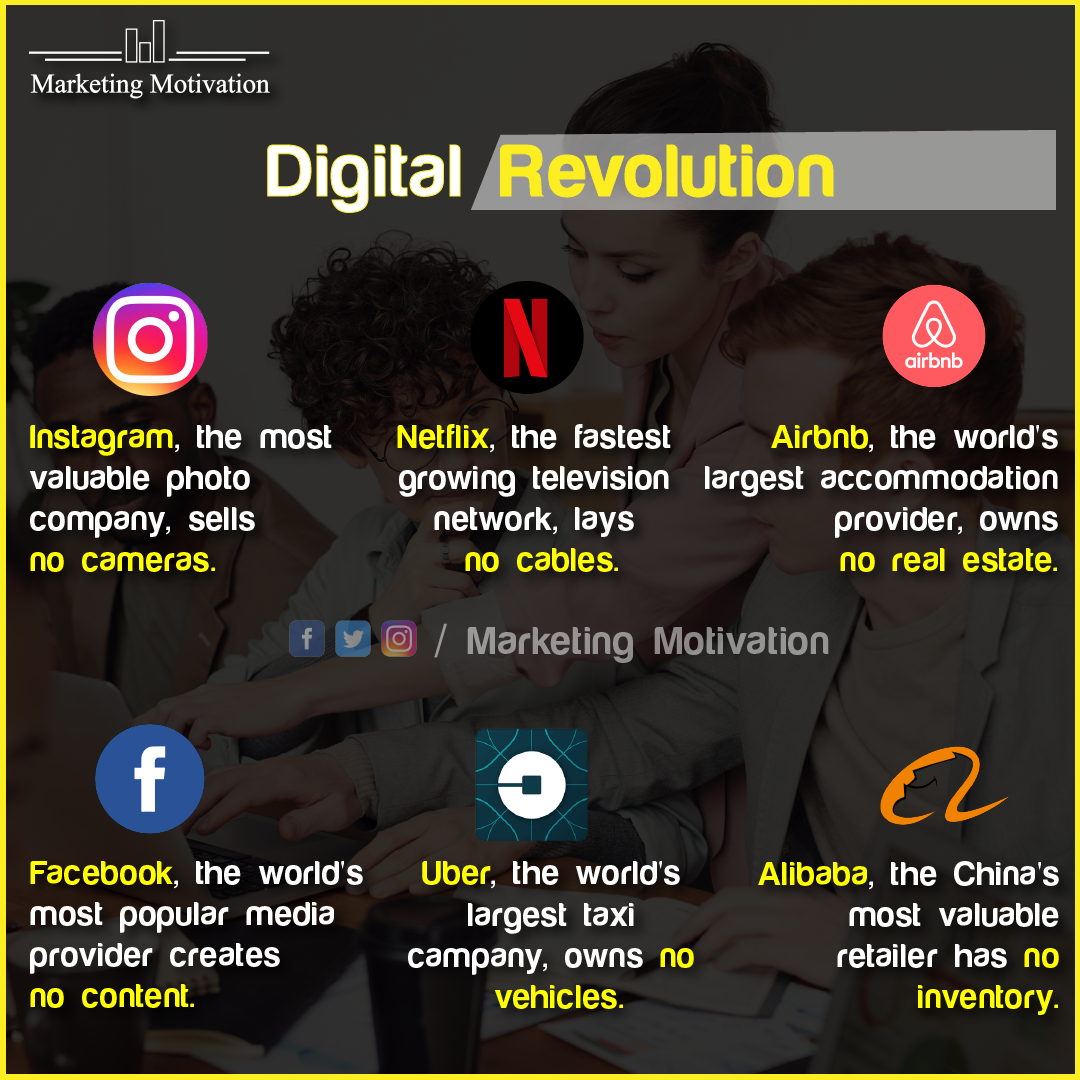 Marketing Motivation
Digital Revolution
airbnb
Instagram, the most
valuable photo
company, sells
no cameras.
Netflix, the fastest
growing television
network, lays
no cables.
Airbnb, the world's
largest accommodation
provider, owns
no real estate.
/ Marketing Motivation
Facebook, the world's
most popular media
provider creates
no content.
Uber, the world's
largest taxi
campany, owns no
vehicles.
Alibaba, the China's
most valuable
retailer has no
inventory.